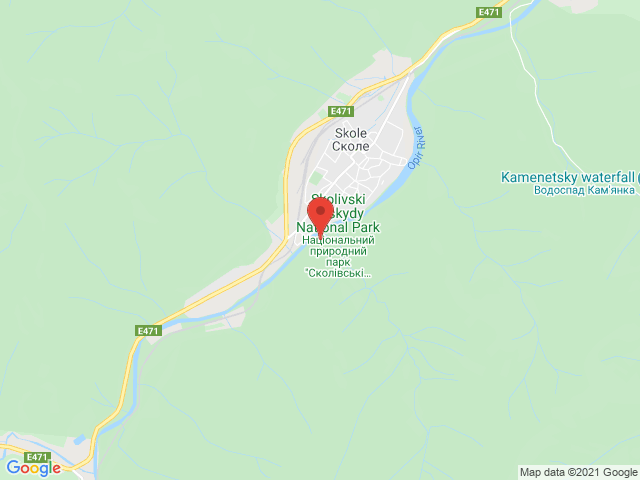 E471
E471
Skole
Сколе
Opir River
Kamenetsky waterfall
Водоспад Кам'янка
Skolivski
skydy
National Park
Національний
природний
парк
"Сколівські...
E471
E471
Google
Map data ©2021 Google